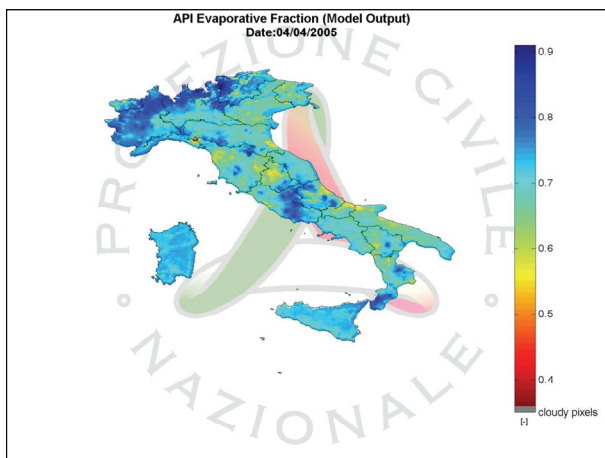 API Evaporative Fraction (Model Output)
Date:04/04/2005
PROTEZIONE CIVILE
NAZIONALE
0.9
0.8
0.7
0.6
0.5
0.4
cloudy pixels
[-]